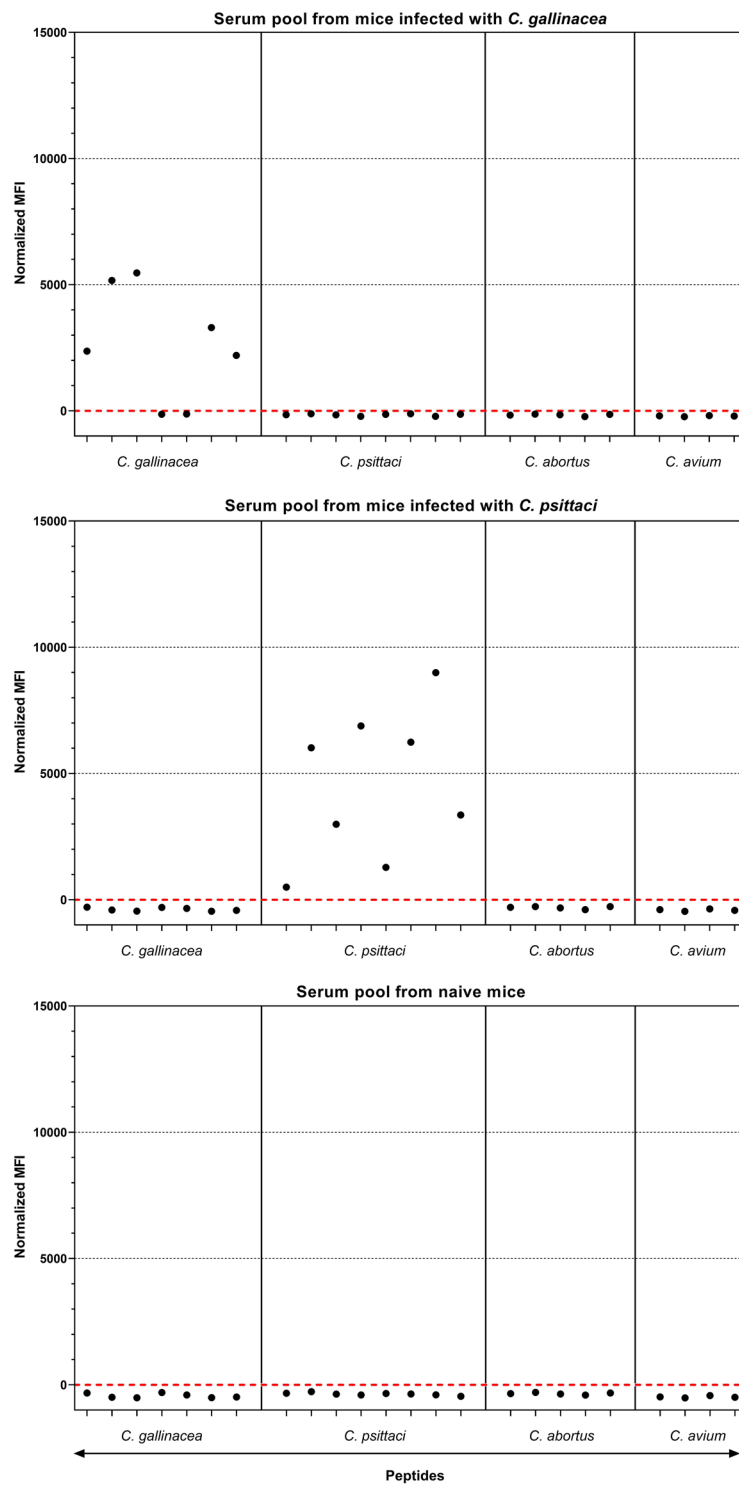 Serum pool from mice infected with C. gallinacea
15000
10000
5000
0
Normalized MFI
C. gallinacea C. psittaci C. abortus C. avium
Serum pool from mice infected with C. psittaci
15000
10000
5000
0
Normalized MFI
C. gallinacea C. psittaci C. abortus C. avium
Serum pool from naive mice
15000
10000
5000
0
Normalized MFI
C. gallinacea C. psittaci C. abortus C. avium
Peptides